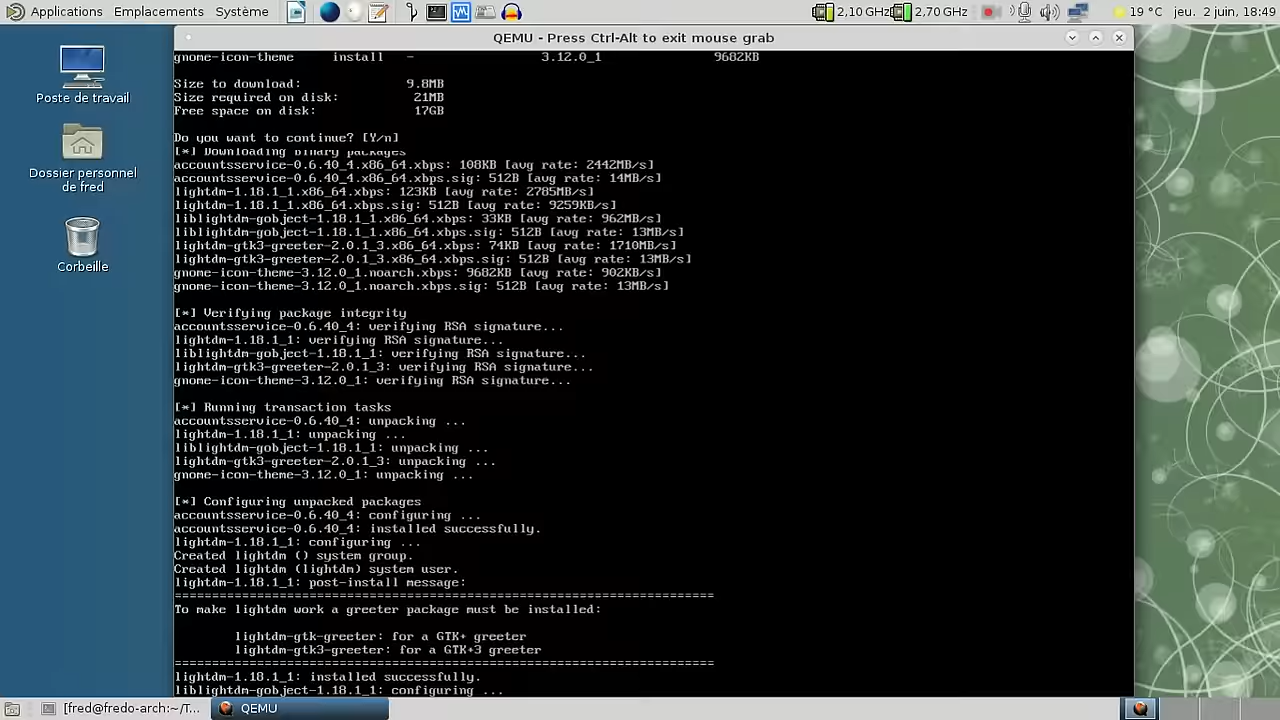 Applications Emplacements Système 2,10 GHz 2,70 GHz 19 °C jeu. 2 juin, 18:49
QEMU - Press Ctrl-Alt to exit mouse grab
Poste de travail
Dossier personnel
de fred
Corbeille
gnome-icon-theme install - 3.12.0_1 9682KB
Size to download: 9.8MB
Size required on disk: 21MB
Free space on disk: 17GB
Do you want to continue? [Y/n]
[*] Downloading binary packages
accountsservice-0.6.40_4.x86_64.xbps: 108KB [avg rate: 2442MB/s]
accountsservice-0.6.40_4.x86_64.xbps.sig: 512B [avg rate: 14MB/s]
lightdm-1.18.1_1.x86_64.xbps: 123KB [avg rate: 2785MB/s]
lightdm-1.18.1_1.x86_64.xbps.sig: 512B [avg rate: 9259KB/s]
liblightdm-gobject-1.18.1_1.x86_64.xbps: 33KB [avg rate: 962MB/s]
liblightdm-gobject-1.18.1_1.x86_64.xbps.sig: 512B [avg rate: 13MB/s]
lightdm-gtk3-greeter-2.0.1_3.x86_64.xbps: 74KB [avg rate: 1710MB/s]
lightdm-gtk3-greeter-2.0.1_3.x86_64.xbps.sig: 512B [avg rate: 13MB/s]
gnome-icon-theme-3.12.0_1.noarch.xbps: 9682KB [avg rate: 902KB/s]
gnome-icon-theme-3.12.0_1.noarch.xbps.sig: 512B [avg rate: 13MB/s]
[*] Verifying package integrity
accountsservice-0.6.40_4: verifying RSA signature...
lightdm-1.18.1_1: verifying RSA signature...
liblightdm-gobject-1.18.1_1: verifying RSA signature...
lightdm-gtk3-greeter-2.0.1_3: verifying RSA signature...
gnome-icon-theme-3.12.0_1: verifying RSA signature...
[*] Running transaction tasks
accountsservice-0.6.40_4: unpacking ...
lightdm-1.18.1_1: unpacking ...
liblightdm-gobject-1.18.1_1: unpacking ...
lightdm-gtk3-greeter-2.0.1_3: unpacking ...
gnome-icon-theme-3.12.0_1: unpacking ...
[*] Configuring unpacked packages
accountsservice-0.6.40_4: configuring ...
accountsservice-0.6.40_4: installed successfully.
lightdm-1.18.1_1: configuring ...
Created lightdm () system group.
Created lightdm (lightdm) system user.
lightdm-1.18.1_1: post-install message:
========================================================================
To make lightdm work a greeter package must be installed:
lightdm-gtk-greeter: for a GTK+ greeter
lightdm-gtk3-greeter: for a GTK+3 greeter
========================================================================
lightdm-1.18.1_1: installed successfully.
liblightdm-gobject-1.18.1_1: configuring ...
[fred@fredo-arch:~/T... QEMU